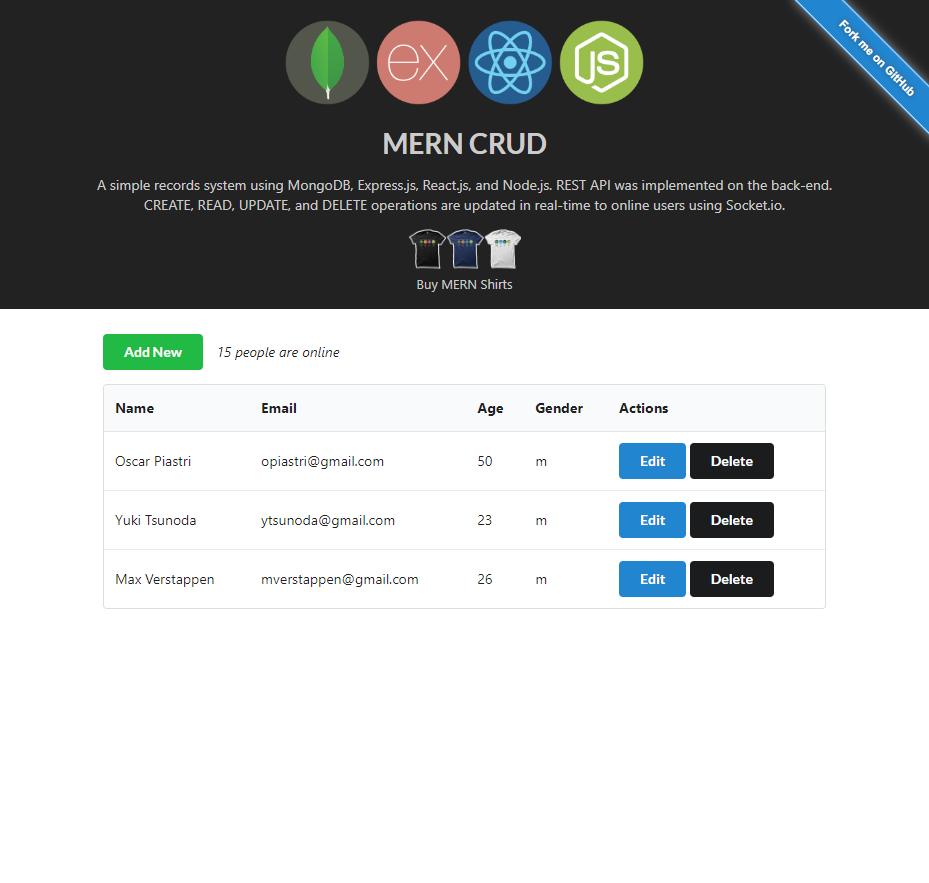 ex
JS
Fork me on GitHub
MERN CRUD
A simple records system using MongoDB, Express.js, React.js, and Node.js. REST API was implemented on the back-end.
CREATE, READ, UPDATE, and DELETE operations are updated in real-time to online users using Socket.io.
Buy MERN Shirts
Add New 15 people are online
Name Email Age Gender Actions
Oscar Piastri opiastri@gmail.com 50 m Edit Delete
Yuki Tsunoda ytsunoda@gmail.com 23 m Edit Delete
Max Verstappen mverstappen@gmail.com 26 m Edit Delete